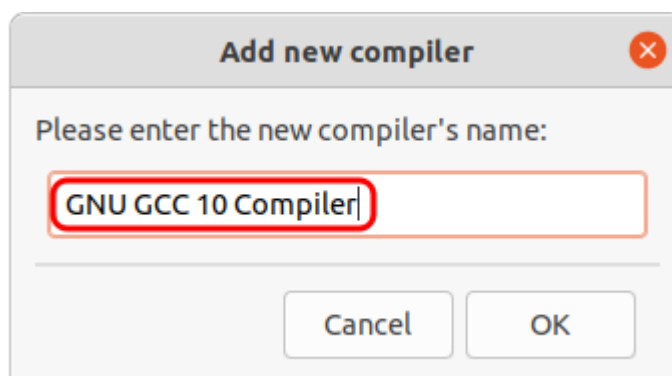 Add new compiler
Please enter the new compiler's name:
GNU GCC 10 Compiler
Cancel OK